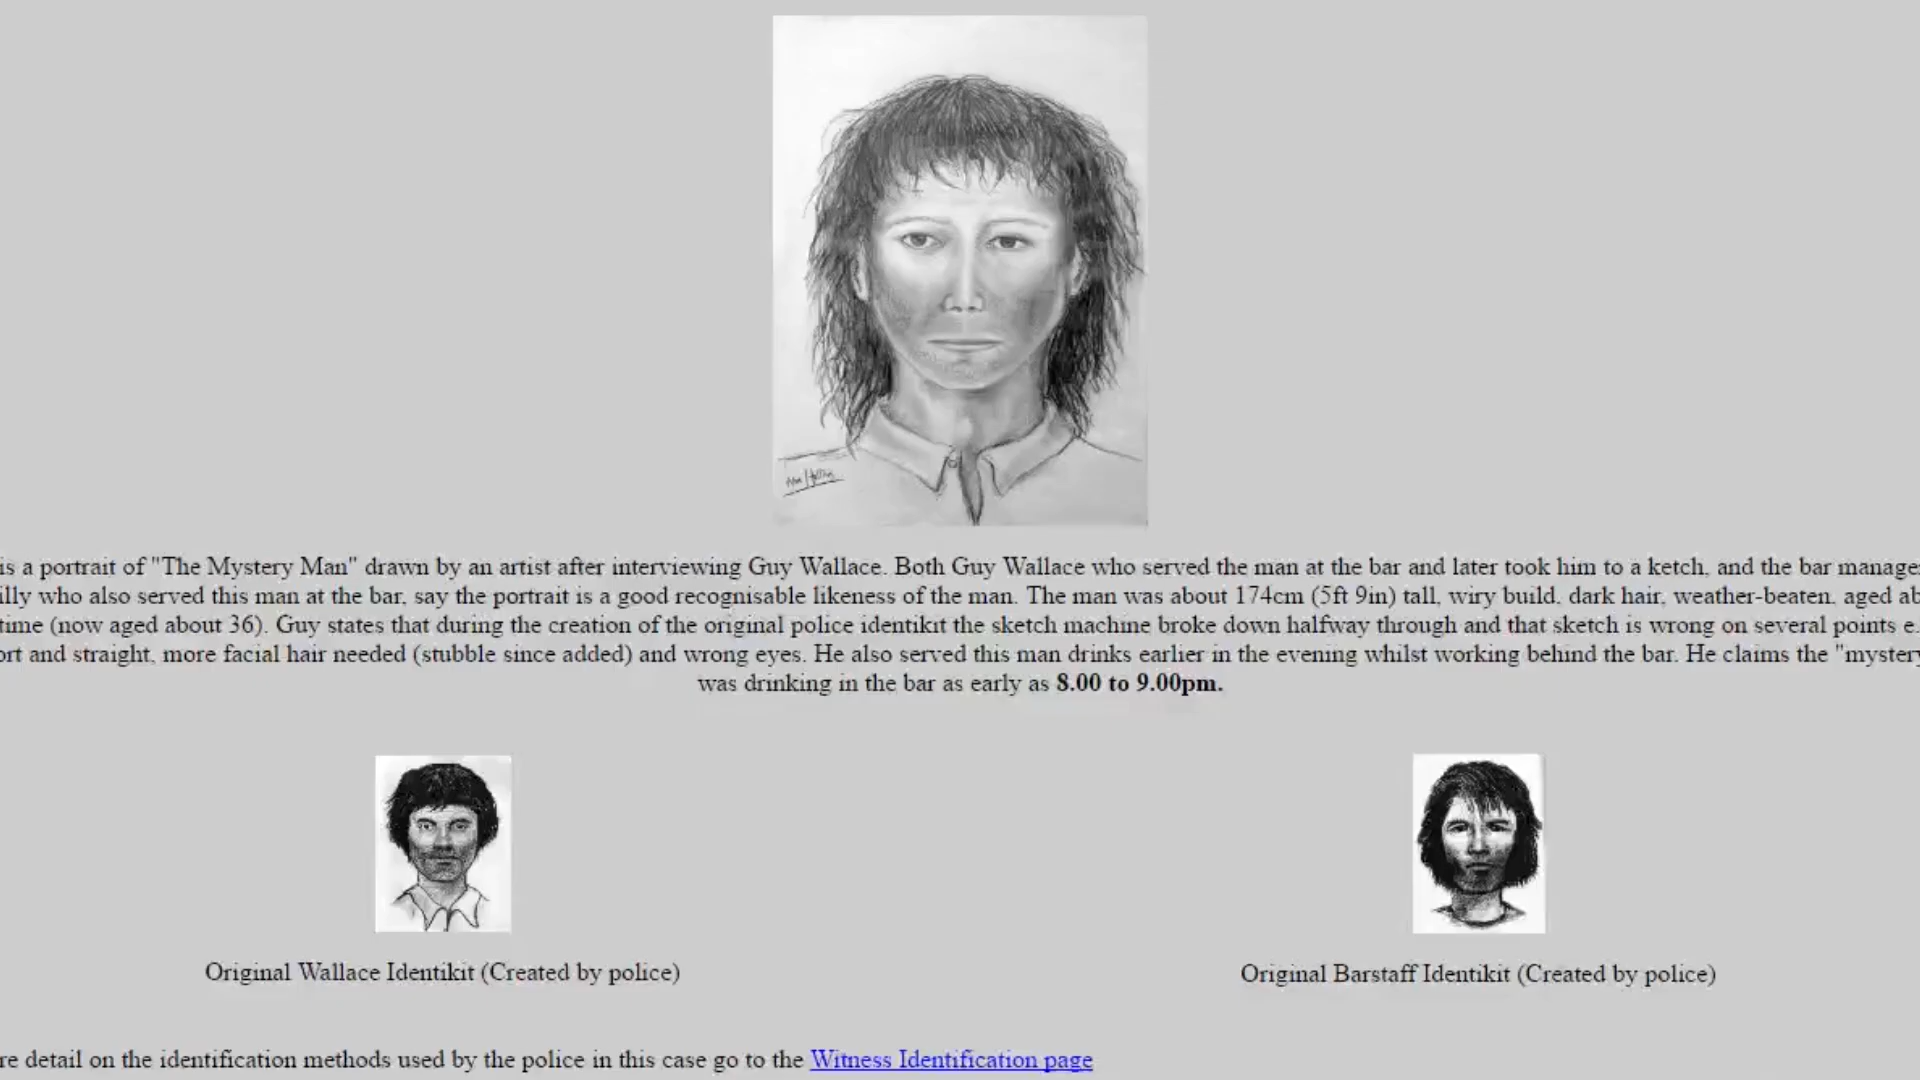 is a portrait of "The Mystery Man" drawn by an artist after interviewing Guy Wallace. Both Guy Wallace who served the man at the bar and later took him to a ketch, and the bar manage
illy who also served this man at the bar, say the portrait is a good recognisable likeness of the man. The man was about 174cm (5ft 9in) tall, wiry build, dark hair, weather-beaten, aged ab
time (now aged about 36). Guy states that during the creation of the original police identikit the sketch machine broke down halfway through and that sketch is wrong on several points e.
ort and straight, more facial hair needed (stubble since added) and wrong eyes. He also served this man drinks earlier in the evening whilst working behind the bar. He claims the "mystery
was drinking in the bar as early as 8.00 to 9.00pm.
Original Wallace Identikit (Created by police)
Original Barstaff Identikit (Created by police)
re detail on the identification methods used by the police in this case go to the Witness Identification page